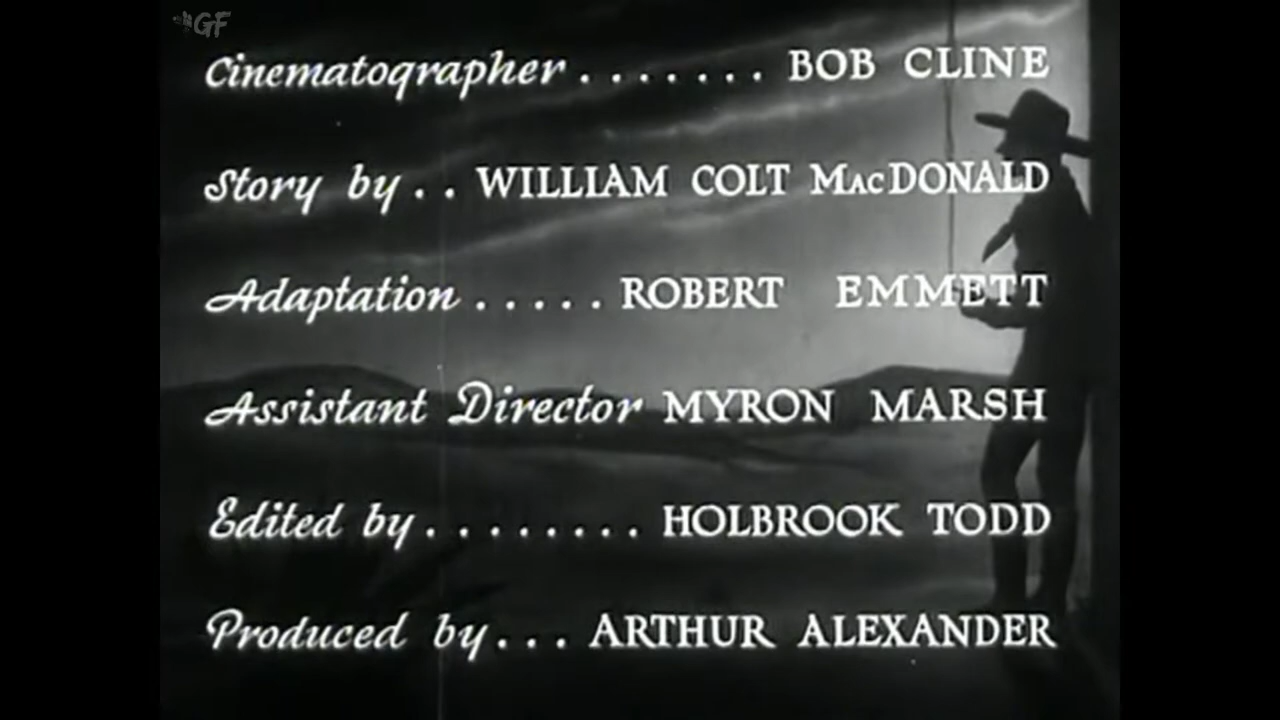 GF
Cinematographer ....... BOB CLINE
Story by .. WILLIAM COLT MacDONALD
Adaptation ..... ROBERT EMMETT
Assistant Director MYRON MARSH
Edited by ........ HOLBROOK TODD
Produced by ... ARTHUR ALEXANDER